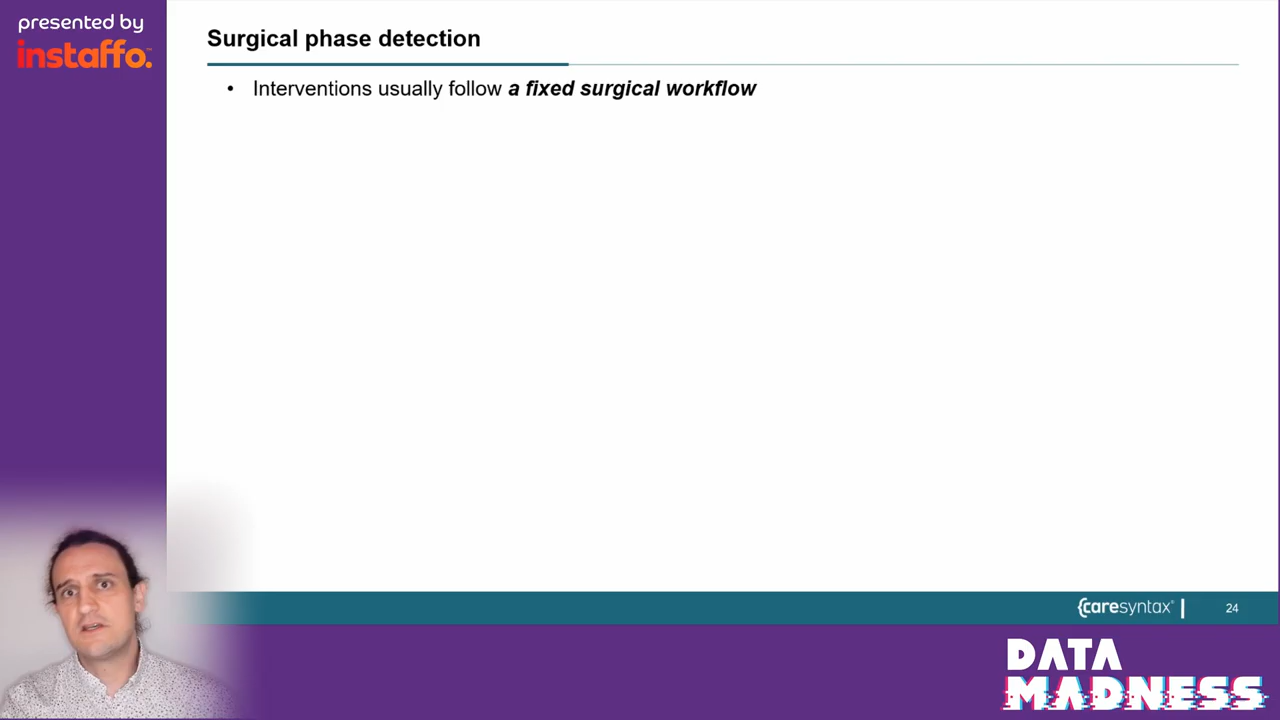 presented by
instaffo.
Surgical phase detection
• Interventions usually follow a fixed surgical workflow
{caresyntax® |
24
DATA
MADNESS